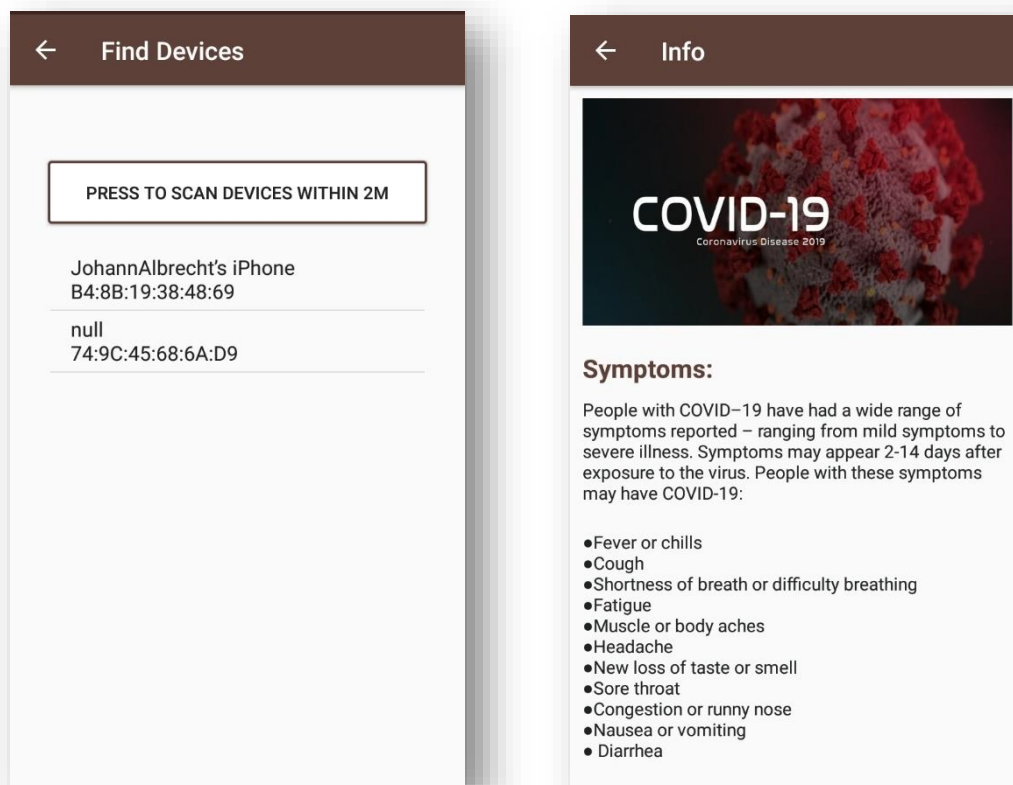 Find Devices
PRESS TO SCAN DEVICES WITHIN 2M
JohannAlbrecht's iPhone
B4:8B:19:38:48:69
null
74:9C:45:68:6A:D9
Info
COVID-19
Coronavirus Disease 2019
Symptoms:
People with COVID–19 have had a wide range of
symptoms reported – ranging from mild symptoms to
severe illness. Symptoms may appear 2-14 days after
exposure to the virus. People with these symptoms
may have COVID-19:
●Fever or chills
●Cough
●Shortness of breath or difficulty breathing
●Fatigue
●Muscle or body aches
●Headache
●New loss of taste or smell
●Sore throat
●Congestion or runny nose
●Nausea or vomiting
● Diarrhea